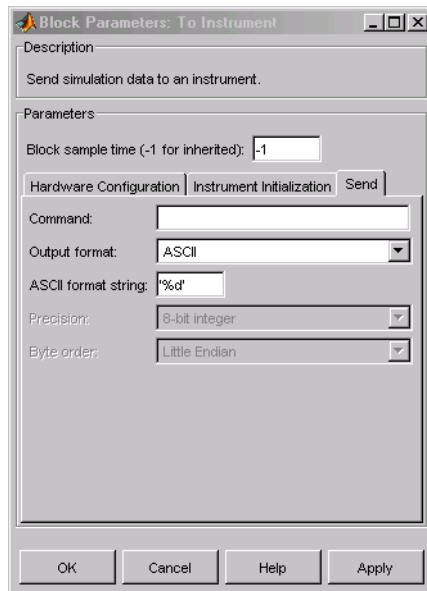 Block Parameters: To Instrument
Description
Send simulation data to an instrument.
Parameters
Block sample time (-1 for inherited): -1
Hardware Configuration Instrument Initialization Send
Command:
Output format: ASCII
ASCII format string: '%d'
Precision: 8-bit integer
Byte order: Little Endian
OK Cancel Help Apply